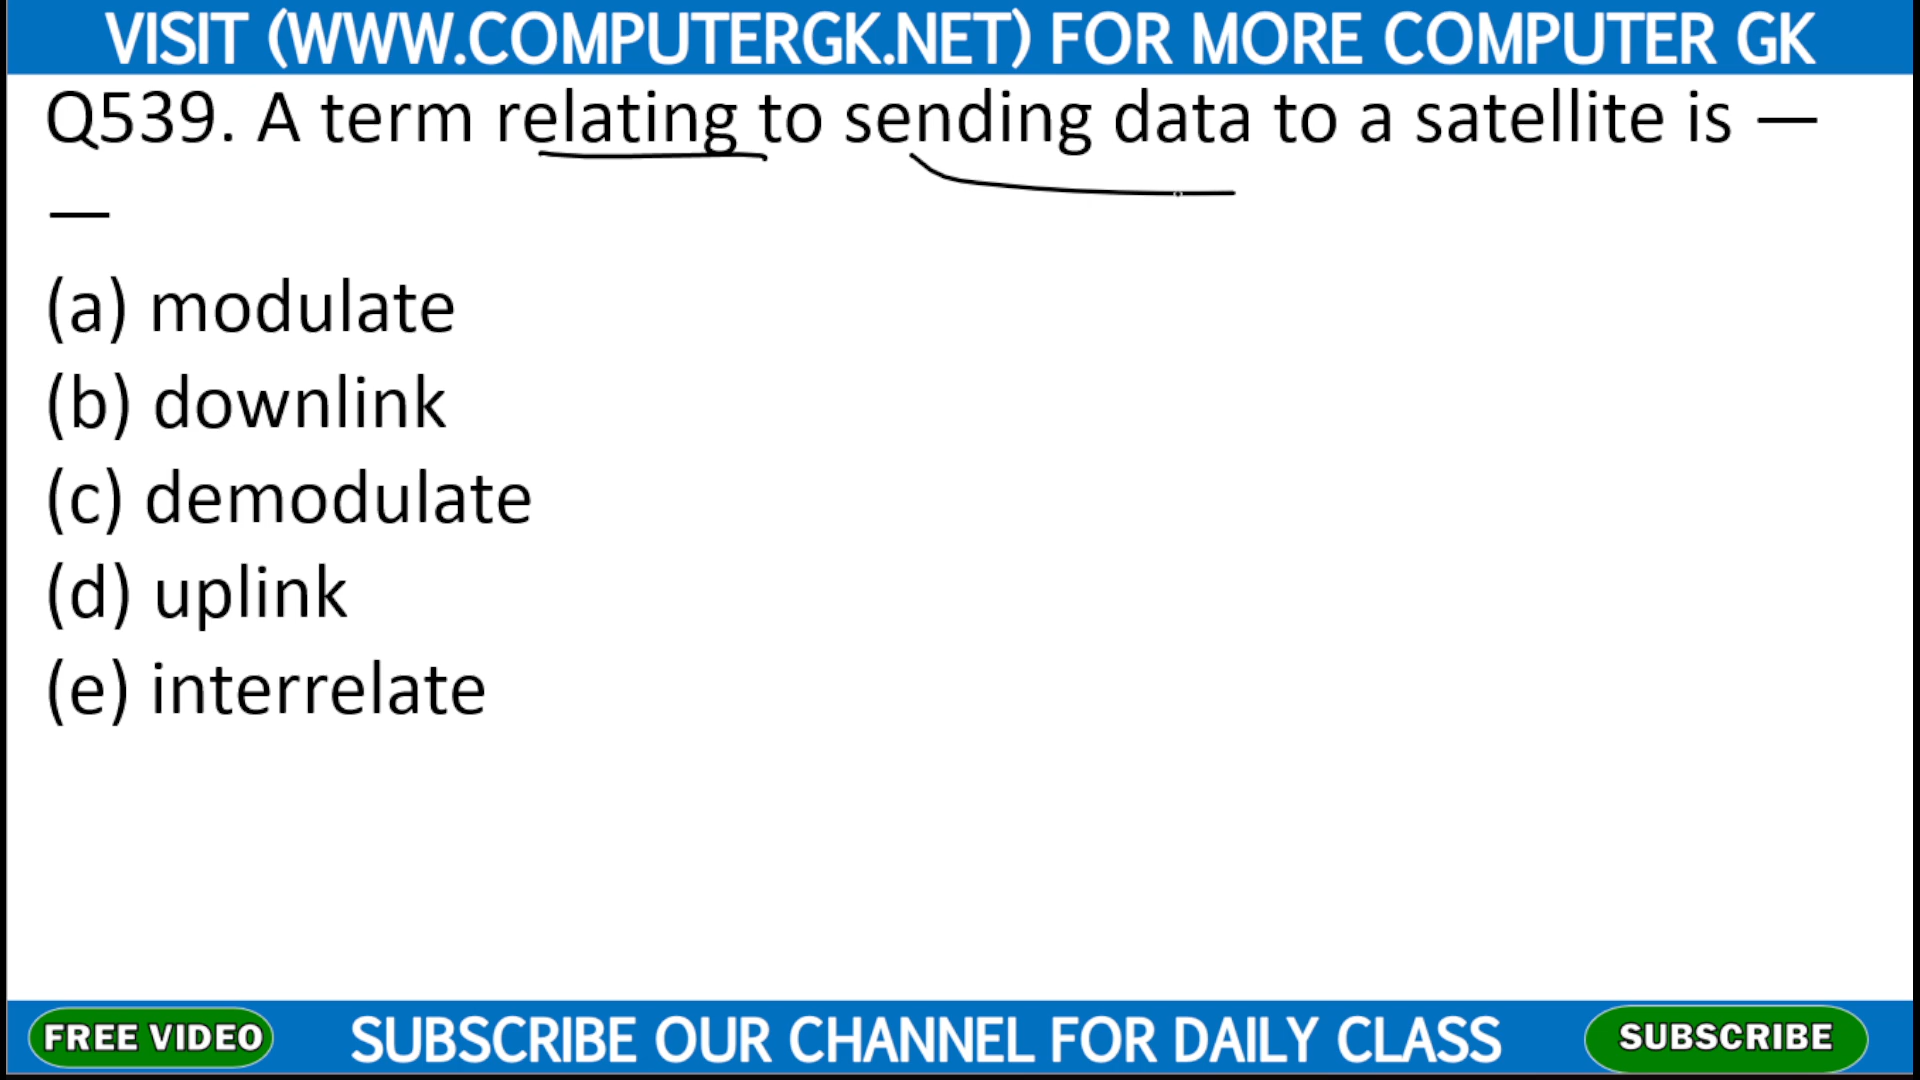 VISIT (WWW.COMPUTERGK.NET) FOR MORE COMPUTER GK
Q539. A term relating to sending data to a satellite is —
—
(a) modulate
(b) downlink
(c) demodulate
(d) uplink
(e) interrelate
FREE VIDEO SUBSCRIBE OUR CHANNEL FOR DAILY CLASS SUBSCRIBE